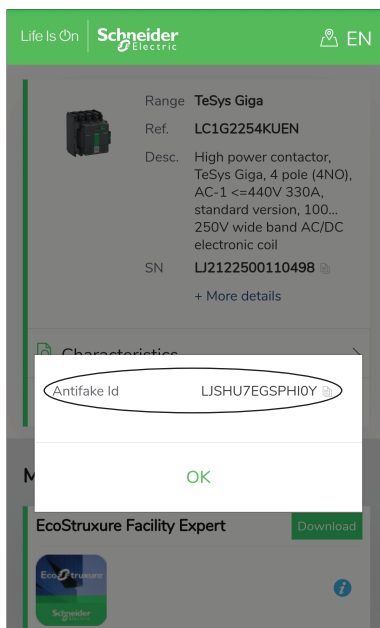 Life Is On Schneider Electric EN
Range TeSys Giga
Ref. LC1G2254KUEN
Desc. High power contactor,
TeSys Giga, 4 pole (4NO),
AC-1 <=440V 330A,
standard version, 100...
250V wide band AC/DC
electronic coil
SN LJ2122500110498
+ More details
Characteristics
Antifake Id LJSHU7EGSPHI0Y
OK
M
EcoStruxure Facility Expert Download
EcoStruxure
Schneider